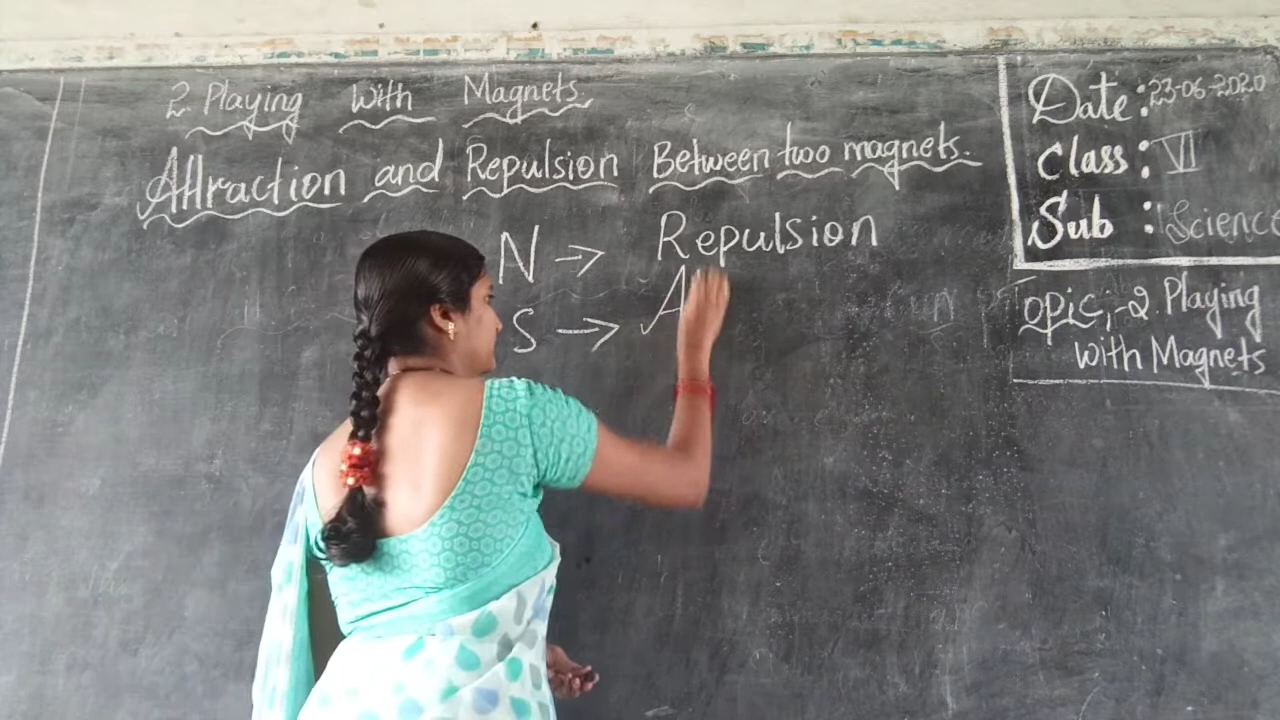 2. Playing With Magnets.
Attraction and Repulsion Between two magnets.
N → Repulsion
S → A
Date : 23-06-2020
Class : VI
Sub : Science
Topic :- 2. Playing
with Magnets